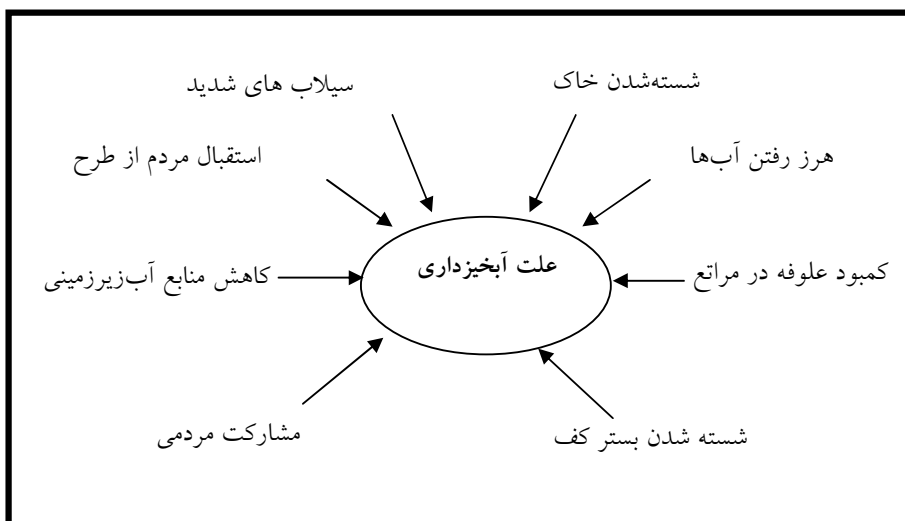 شسته‌شدن خاک
سیلاب های شدید
هرز رفتن آب‌ها
استقبال مردم از طرح
علت آبخیزداری
کمبود علوفه در مراتع
کاهش منابع آب‌زیرزمینی
شسته شدن بستر کف
مشارکت مردمی